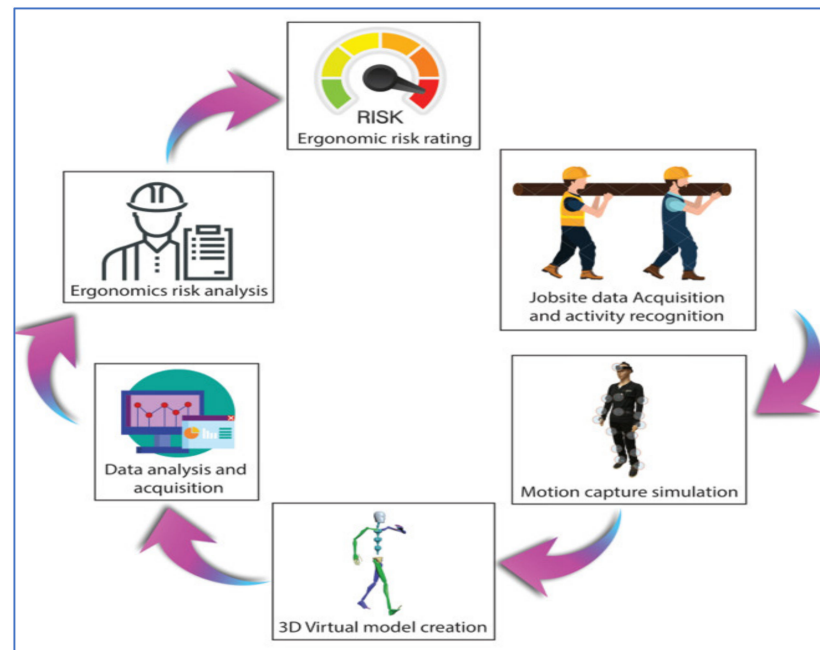 RISK
Ergonomic risk rating
Jobsite data Acquisition
and activity recognition
Motion capture simulation
3D Virtual model creation
Data analysis and
acquisition
Ergonomics risk analysis